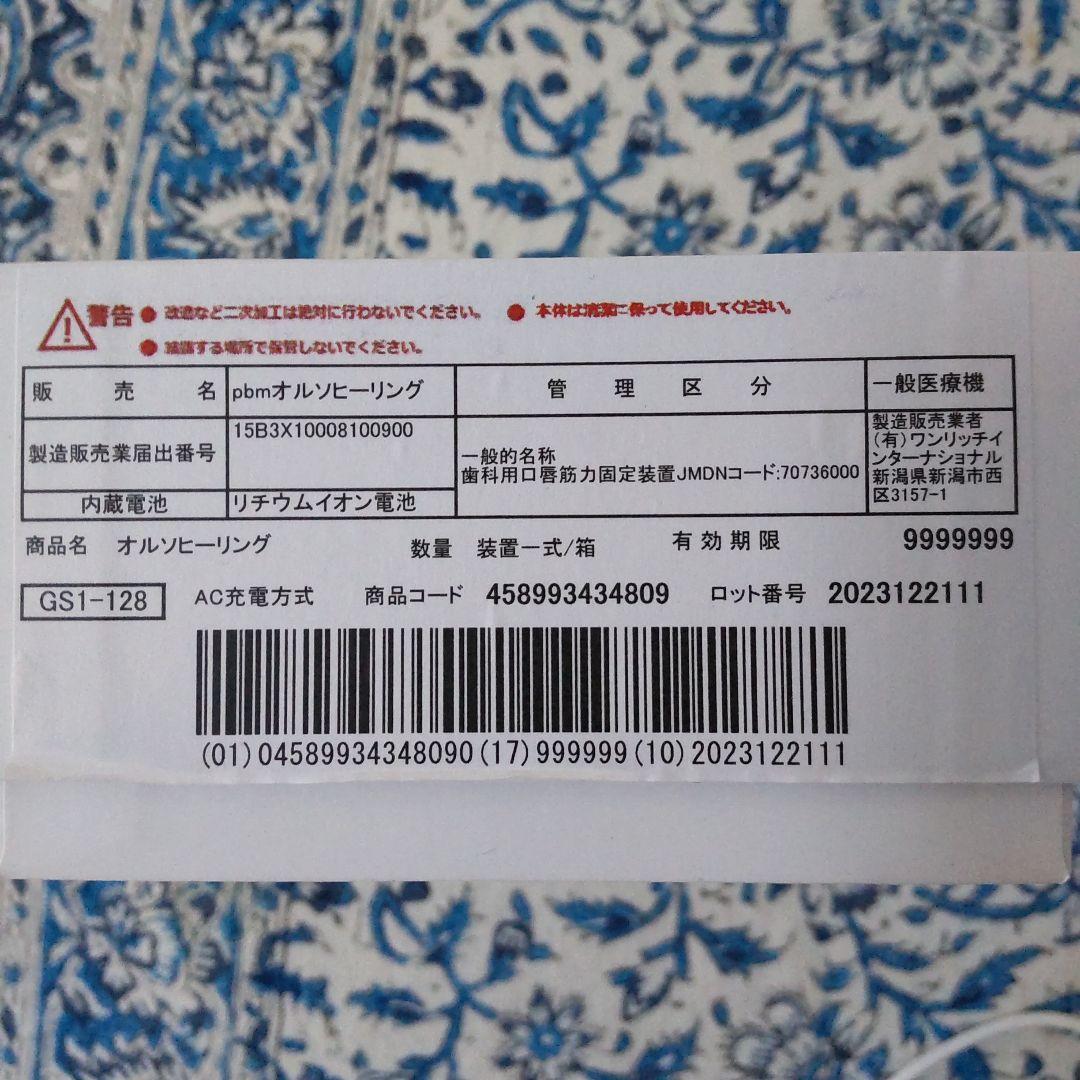 警告 ● 改造など二次加工は絶対に行わないでください。 ● 本体は清潔に保って使用してください。
● 結露する場所で保管しないでください。
販売名 pbmオルソヒーリング 管理区分 一般医療機
製造販売業届出番号 15B3X10008100900
一般的名称
歯科用口唇筋力固定装置JMDNコード:70736000
製造販売業者
(有)ワンリッチイ
ンターナショナル
新潟県新潟市西
区3157-1
内蔵電池 リチウムイオン電池
商品名 オルソヒーリング 数量 装置一式/箱 有効期限 9999999
GS1-128 AC充電方式 商品コード 458993434809 ロット番号 2023122111
(01)04589934348090(17)999999(10)2023122111